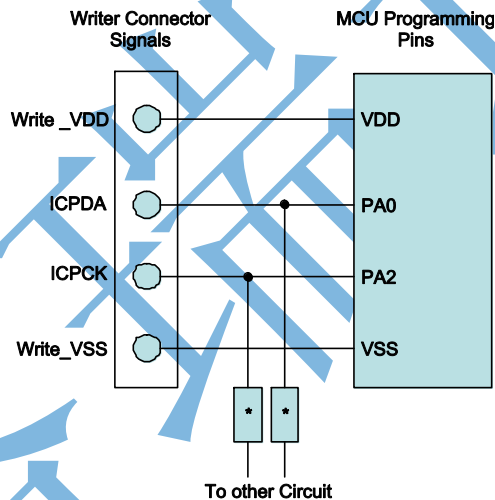 Writer Connector
Signals
MCU Programming
Pins
Write _VDD
VDD
ICPDA
PA0
ICPCK
PA2
Write_VSS
VSS
* *
To other Circuit